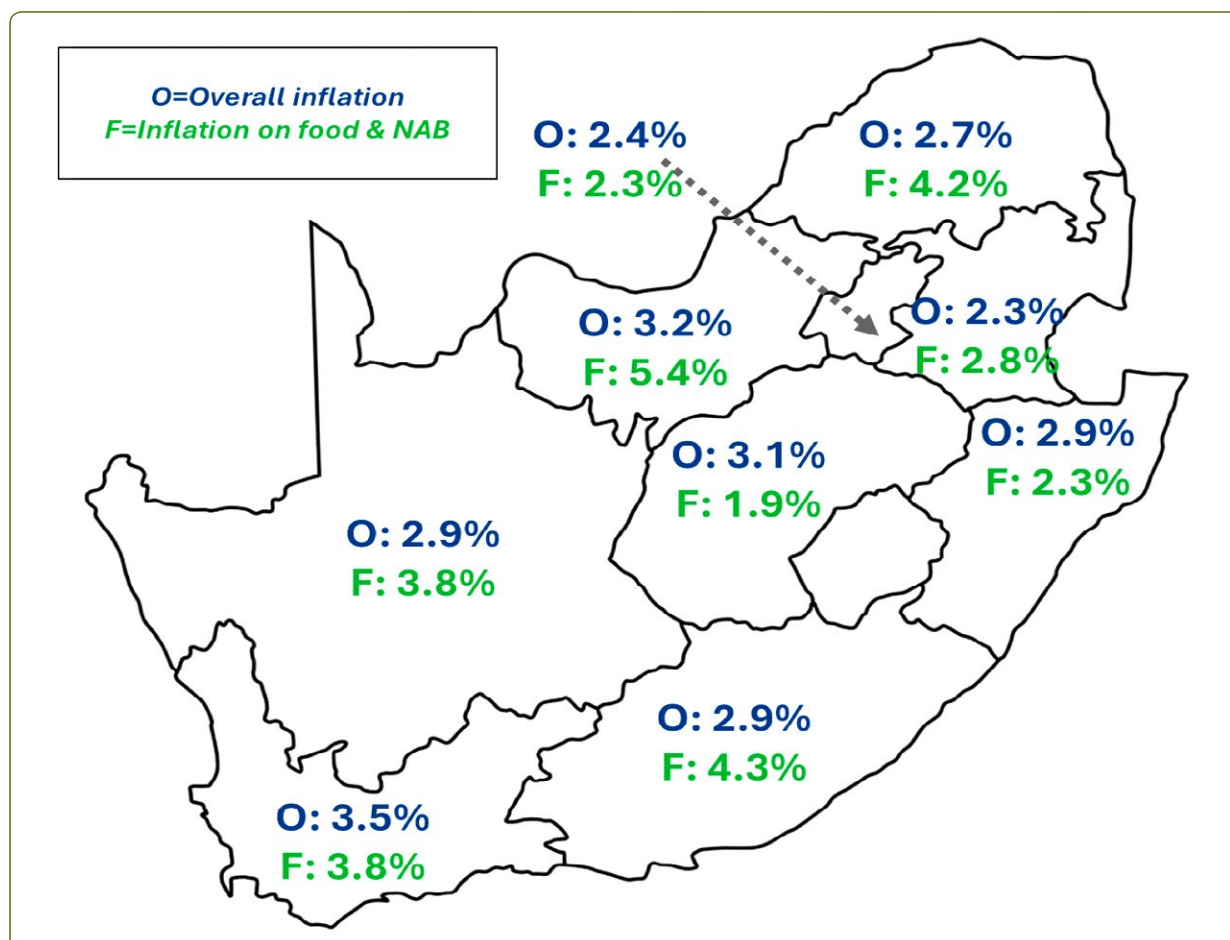 O=Overall inflation
F=Inflation on food & NAB
O: 2.4%
F: 2.3%
O: 2.7%
F: 4.2%
O: 3.2%
F: 5.4%
O: 2.3%
F: 2.8%
O: 3.1%
F: 1.9%
O: 2.9%
F: 2.3%
O: 2.9%
F: 3.8%
O: 2.9%
F: 4.3%
O: 3.5%
F: 3.8%